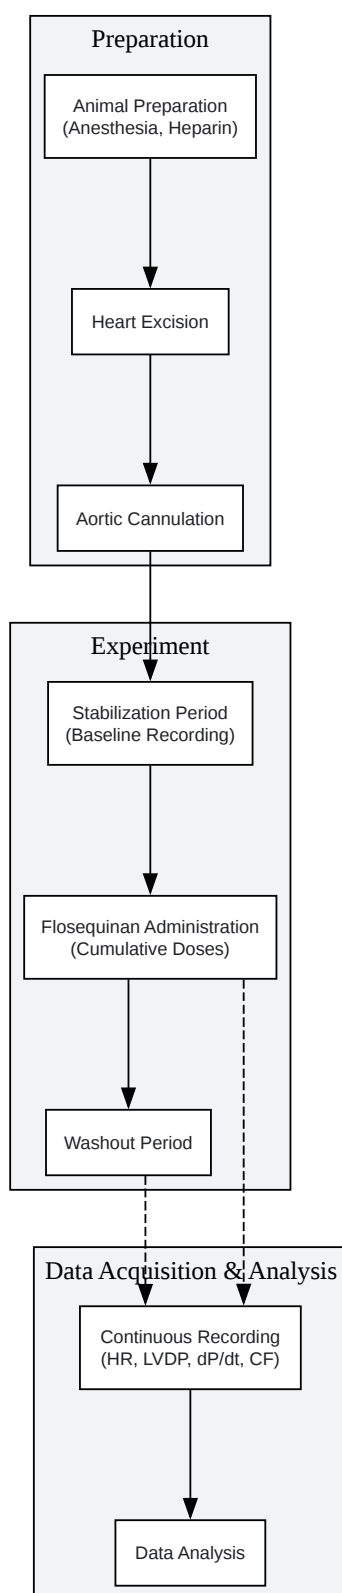 Preparation
Animal Preparation
(Anesthesia, Heparin)
Heart Excision
Aortic Cannulation
Experiment
Stabilization Period
(Baseline Recording)
Flosequinan Administration
(Cumulative Doses)
Washout Period
Data Acquisition & Analysis
Continuous Recording
(HR, LVDP, dP/dt, CF)
Data Analysis